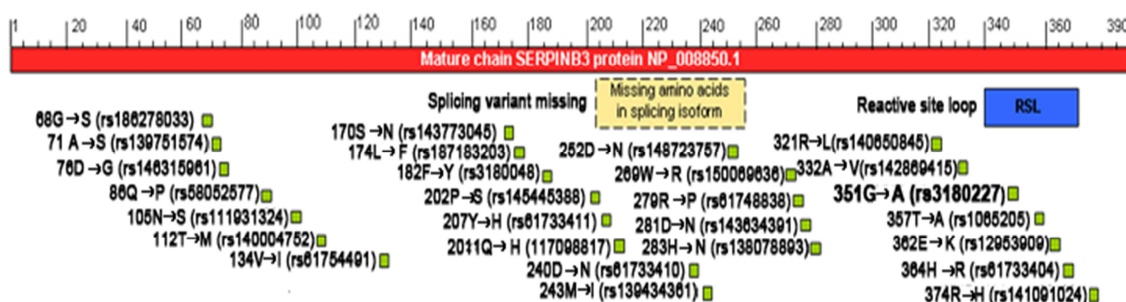 1 20 40 60 80 100 120 140 160 180 200 220 240 260 280 300 320 340 360 390
Mature chain SERPINB3 protein NP_008850.1
Splicing variant missing
Missing amino acids
in splicing isoform
Reactive site loop
RSL
68G→S (rs186278033)
71 A→S (rs139751574)
76D→G (rs146315961)
86Q→P (rs58052577)
105N→S (rs111931324)
112T→M (rs140004752)
134V→I (rs61754491)
170S→N (rs143773045)
174L→F (rs187183203)
182F→Y (rs3180048)
202P→S (rs145445388)
207Y→H (rs61733411)
2011Q→H (117098817)
240D→N (rs61733410)
243M→I (rs139434361)
252D→N (rs148723757)
269W→R (rs150069636)
279R→P (rs61748838)
281D→N (rs143634391)
283H→N (rs138078893)
321R→L(rs140650845)
332A→V(rs142869415)
351G→A (rs3180227)
357T→A (rs1065205)
362E→K (rs12953909)
364H→R (rs61733404)
374R→H (rs141091024)